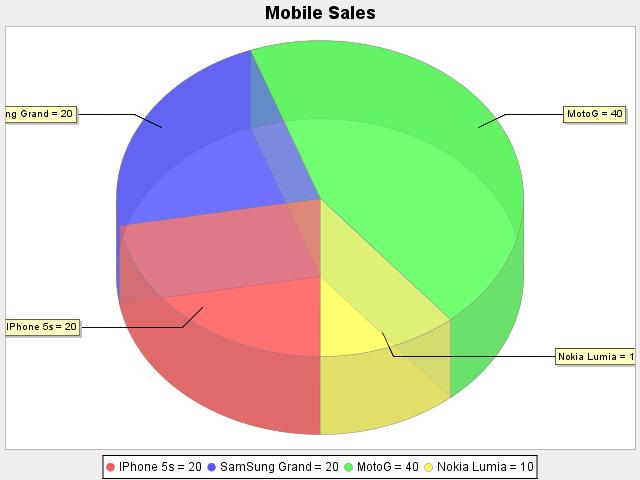 Mobile Sales
ng Grand = 20
MotoG = 40
IPhone 5s = 20
Nokia Lumia = 1
IPhone 5s = 20 SamSung Grand = 20 MotoG = 40 Nokia Lumia = 10